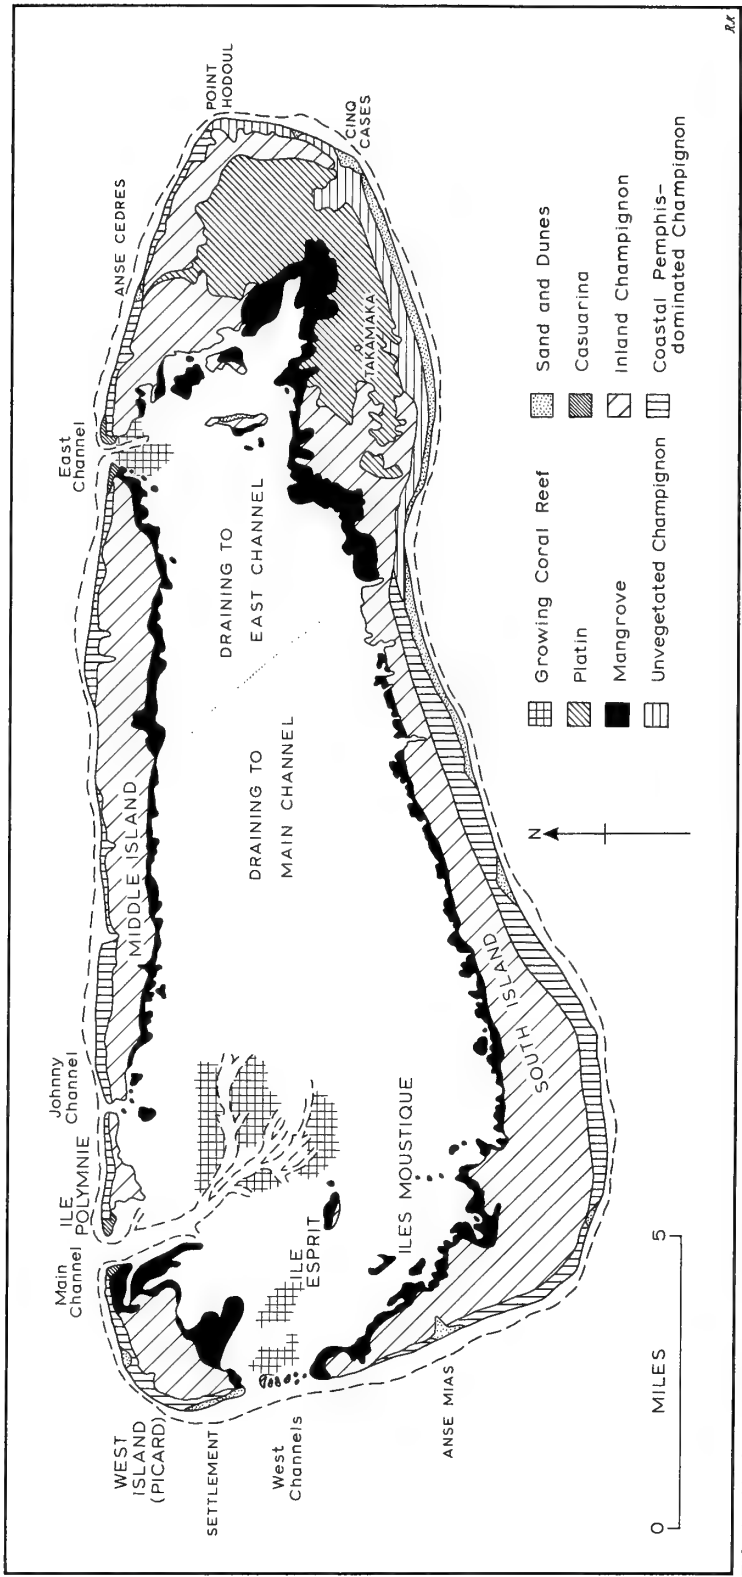 RK
POINT
HODOUL
CINQ
CASES
ANSE CEDRES
East
Channel
TAKAMAKA
DRAINING TO
EAST CHANNEL
DRAINING TO
MAIN CHANNEL
MIDDLE ISLAND
Johnny
Channel
ILE
POLYMNIE
Main
Channel
WEST
ISLAND
(PICARD)
SETTLEMENT
West
Channels
ILE
ESPRIT
ILES MOUSTIQUE
SOUTH ISLAND
ANSE MIAS
N
Growing Coral Reef
Platin
Mangrove
Unvegetated Champignon
Sand and Dunes
Casuarina
Inland Champignon
Coastal Pemphis-
dominated Champignon
0
MILES
5